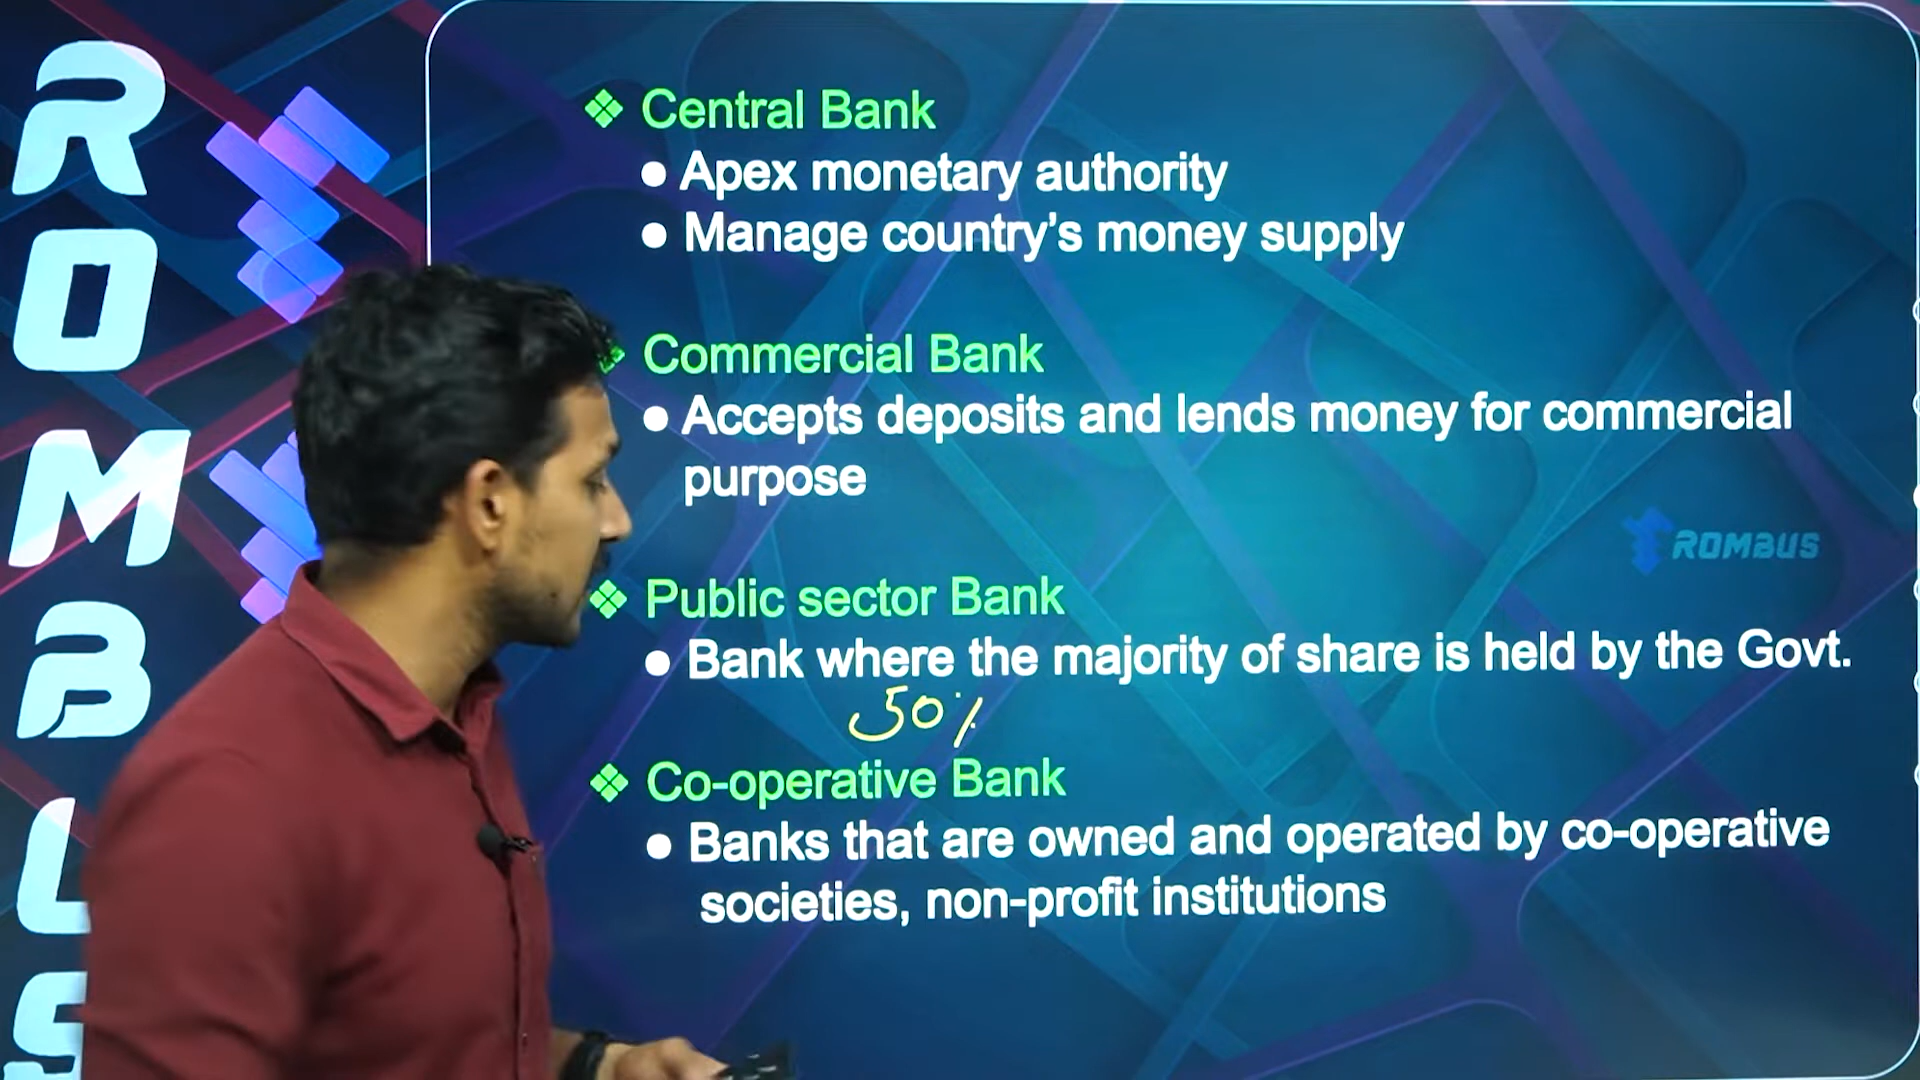 ROMBUS
❖ Central Bank
● Apex monetary authority
● Manage country's money supply
❖ Commercial Bank
● Accepts deposits and lends money for commercial
purpose
ROMBUS
❖ Public sector Bank
● Bank where the majority of share is held by the Govt.
50%
❖ Co-operative Bank
● Banks that are owned and operated by co-operative
societies, non-profit institutions